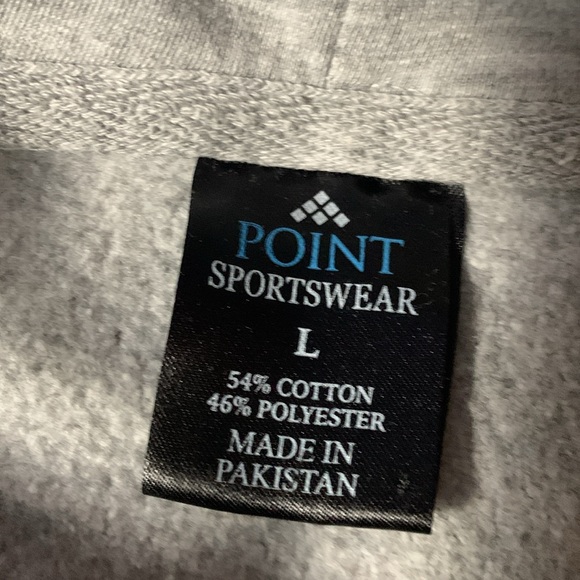 POINT
SPORTSWEAR
L
54% COTTON
46% POLYESTER
MADE IN
PAKISTAN